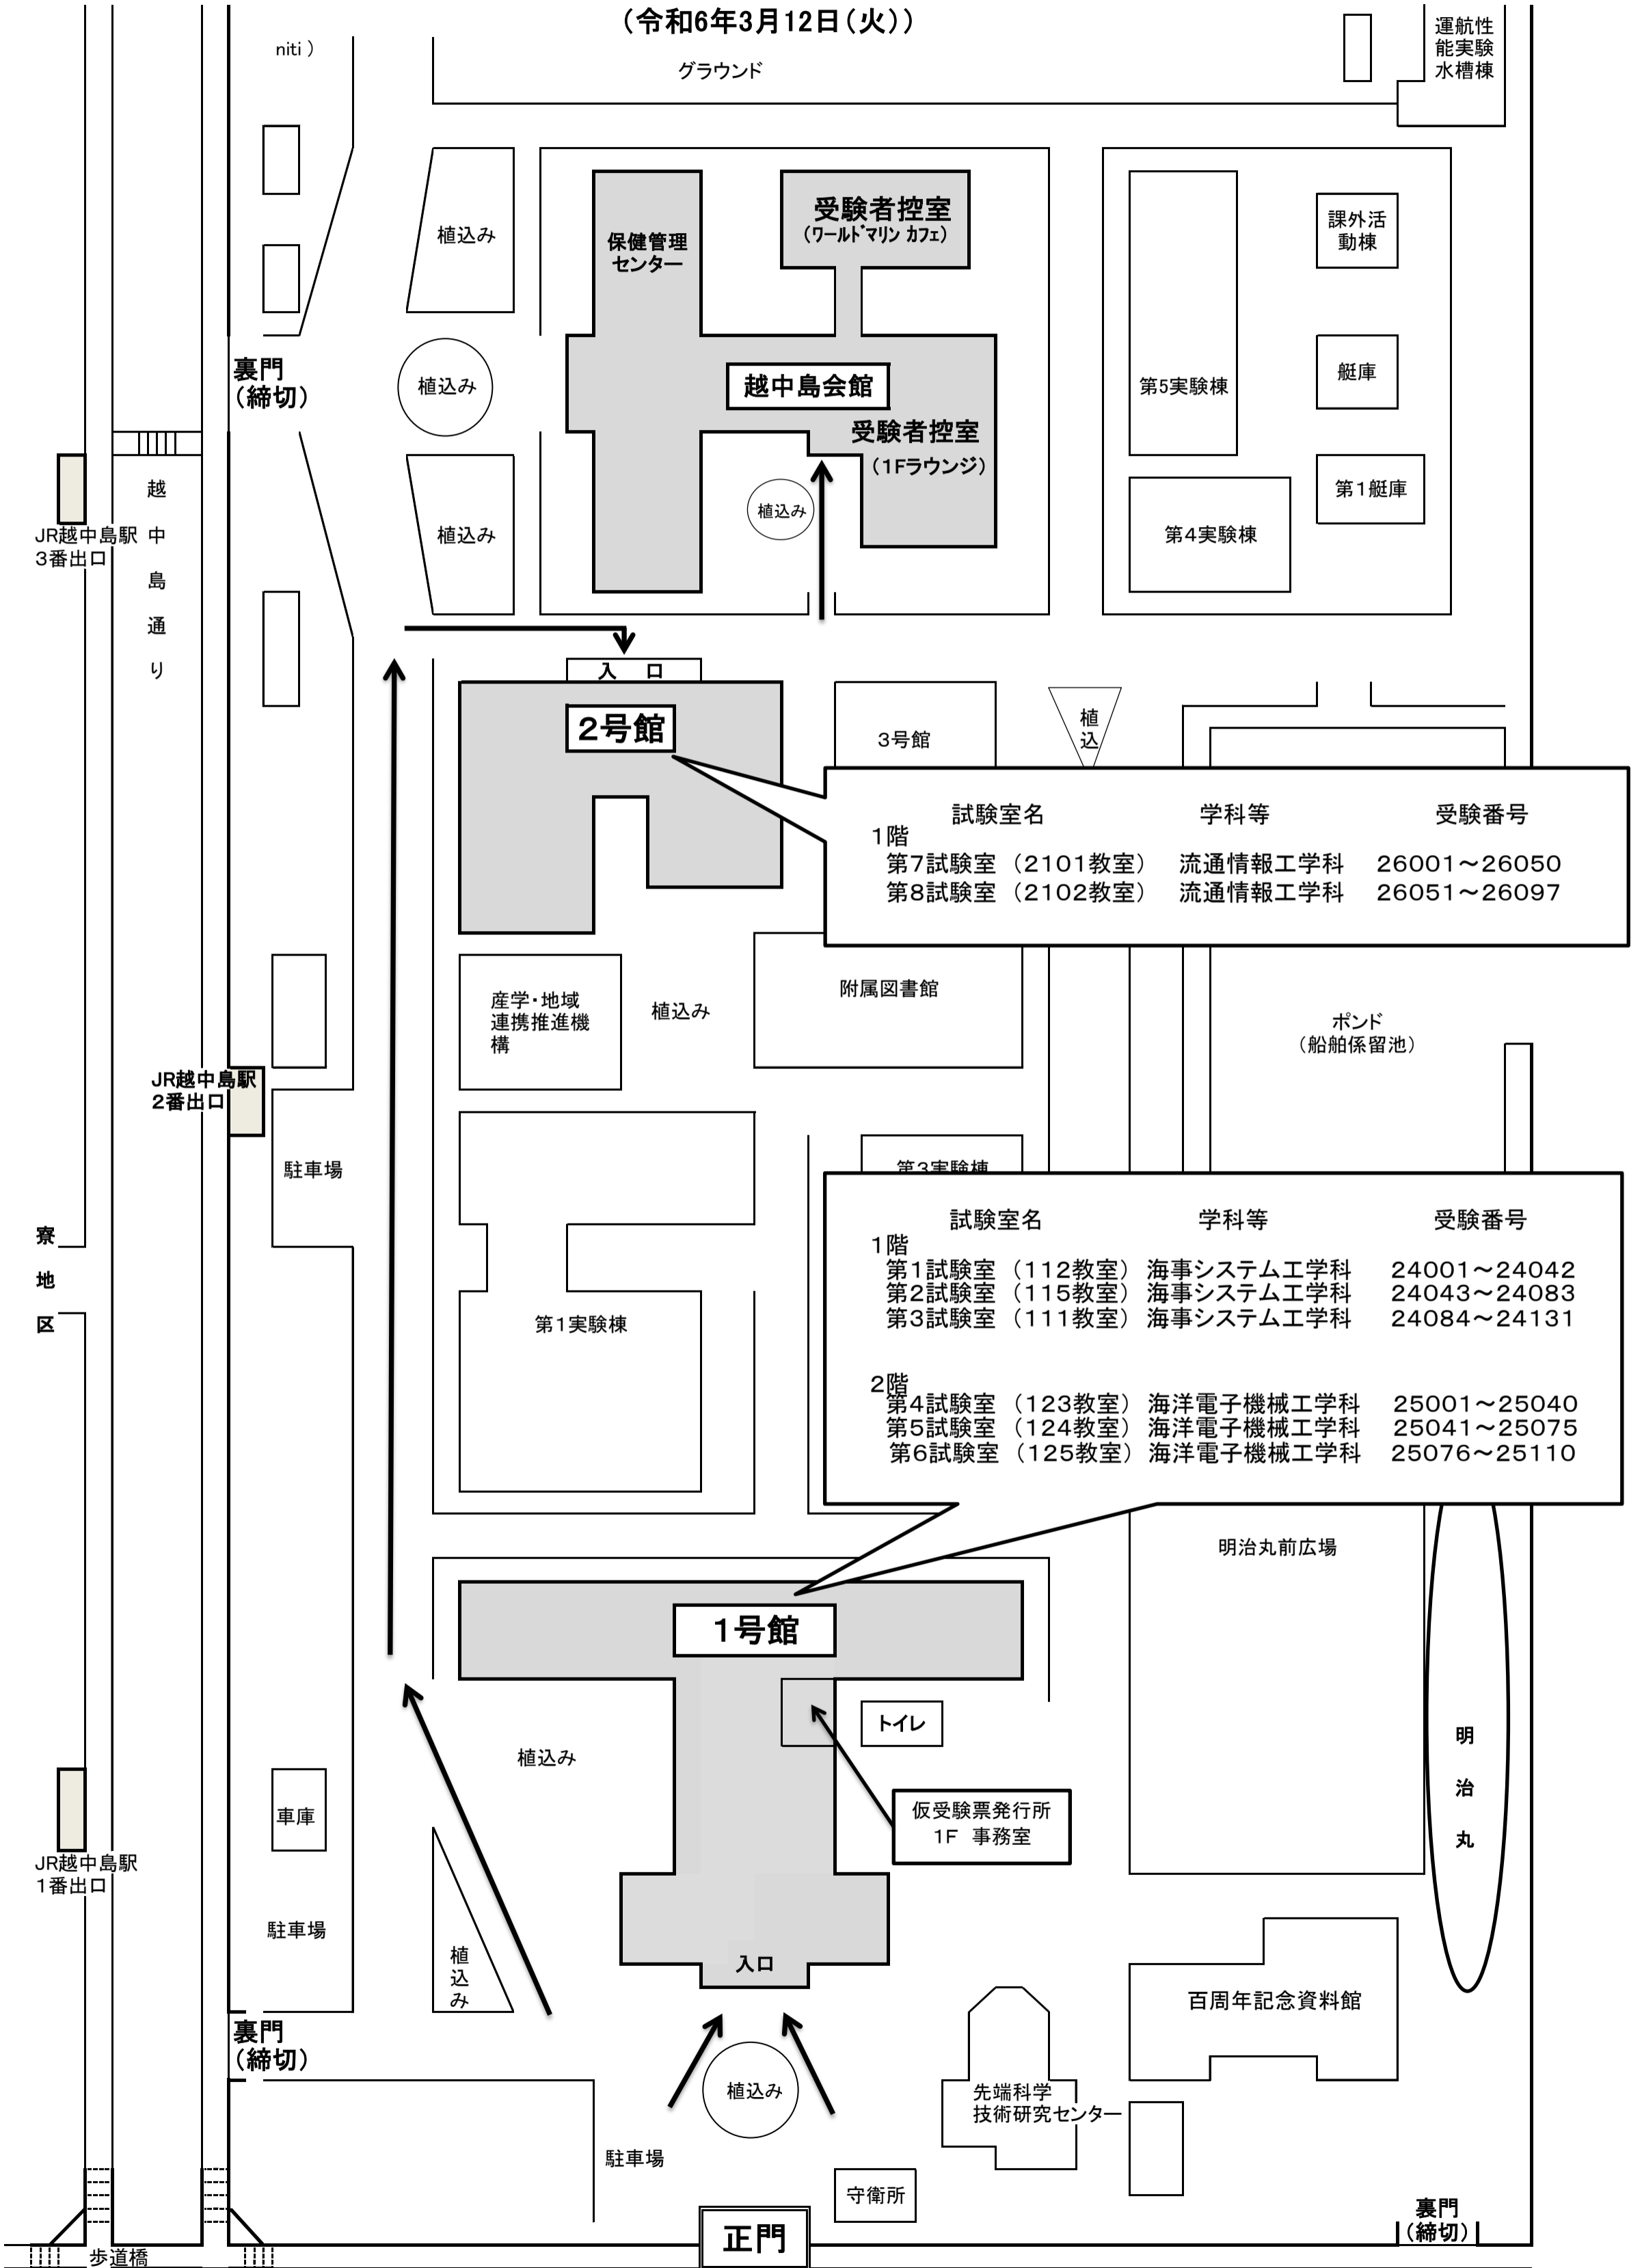 （令和6年3月12日（火））
niti ）
グラウンド
運航性
能実験
水槽棟
植込み
保健管理
センター
受験者控室
（ワールドマリン カフェ）
課外活
動棟
裏門
（締切）
植込み
越中島会館
第5実験棟
艇庫
受験者控室
（1Fラウンジ）
植込み
植込み
第4実験棟
第1艇庫
JR越中島駅
3番出口
越中島通り
入　口
2号館
3号館
植
込
試験室名　学科等　受験番号
1階
第7試験室（2101教室）　流通情報工学科　26001～26050
第8試験室（2102教室）　流通情報工学科　26051～26097
産学・地域
連携推進機
構
植込み
附属図書館
ポンド
（船舶係留池）
JR越中島駅
2番出口
駐車場
第3実験棟
寮地区
試験室名　学科等　受験番号
1階
第1試験室（112教室）海事システム工学科　24001～24042
第2試験室（115教室）海事システム工学科　24043～24083
第3試験室（111教室）海事システム工学科　24084～24131
2階
第4試験室（123教室）海洋電子機械工学科　25001～25040
第5試験室（124教室）海洋電子機械工学科　25041～25075
第6試験室（125教室）海洋電子機械工学科　25076～25110
第1実験棟
明治丸前広場
1号館
トイレ
植込み
仮受験票発行所
1F　事務室
明治丸
車庫
JR越中島駅
1番出口
駐車場
植
込
み
入口
百周年記念資料館
裏門
（締切）
植込み
先端科学
技術研究センター
駐車場
守衛所
正門
裏門
（締切）
歩道橋